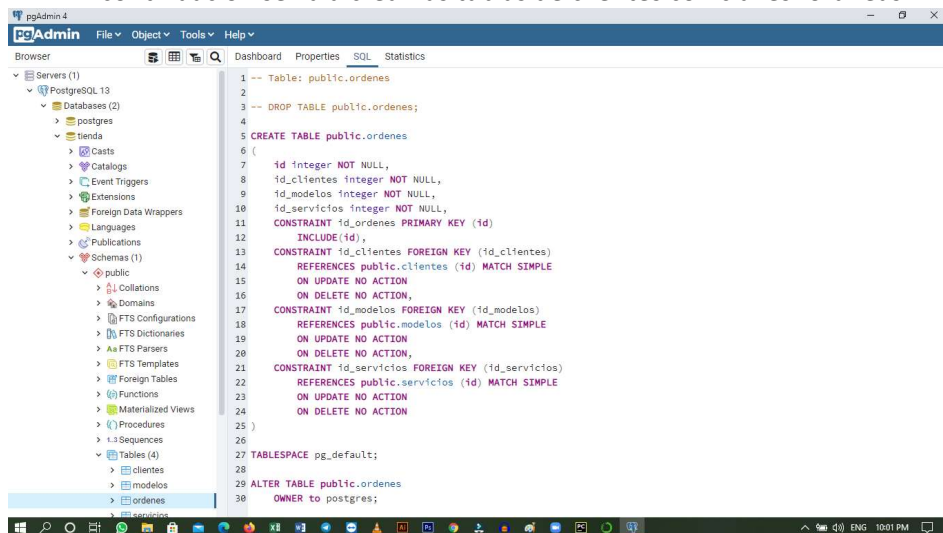 pgAdmin 4
pgAdmin File Object Tools Help
Browser
Dashboard Properties SQL Statistics
Servers (1)
PostgreSQL 13
Databases (2)
postgres
tienda
Casts
Catalogs
Event Triggers
Extensions
Foreign Data Wrappers
Languages
Publications
Schemas (1)
public
Collations
Domains
FTS Configurations
FTS Dictionaries
FTS Parsers
FTS Templates
Foreign Tables
Functions
Materialized Views
Procedures
1..3 Sequences
Tables (4)
clientes
modelos
ordenes
servicios
1 -- Table: public.ordenes
2
3 -- DROP TABLE public.ordenes;
4
5 CREATE TABLE public.ordenes
6 (
7 id integer NOT NULL,
8 id_clientes integer NOT NULL,
9 id_modelos integer NOT NULL,
10 id_servicios integer NOT NULL,
11 CONSTRAINT id_ordenes PRIMARY KEY (id)
12 INCLUDE(id),
13 CONSTRAINT id_clientes FOREIGN KEY (id_clientes)
14 REFERENCES public.clientes (id) MATCH SIMPLE
15 ON UPDATE NO ACTION
16 ON DELETE NO ACTION,
17 CONSTRAINT id_modelos FOREIGN KEY (id_modelos)
18 REFERENCES public.modelos (id) MATCH SIMPLE
19 ON UPDATE NO ACTION
20 ON DELETE NO ACTION,
21 CONSTRAINT id_servicios FOREIGN KEY (id_servicios)
22 REFERENCES public.servicios (id) MATCH SIMPLE
23 ON UPDATE NO ACTION
24 ON DELETE NO ACTION
25 )
26
27 TABLESPACE pg_default;
28
29 ALTER TABLE public.ordenes
30 OWNER to postgres;
ENG 10:01 PM